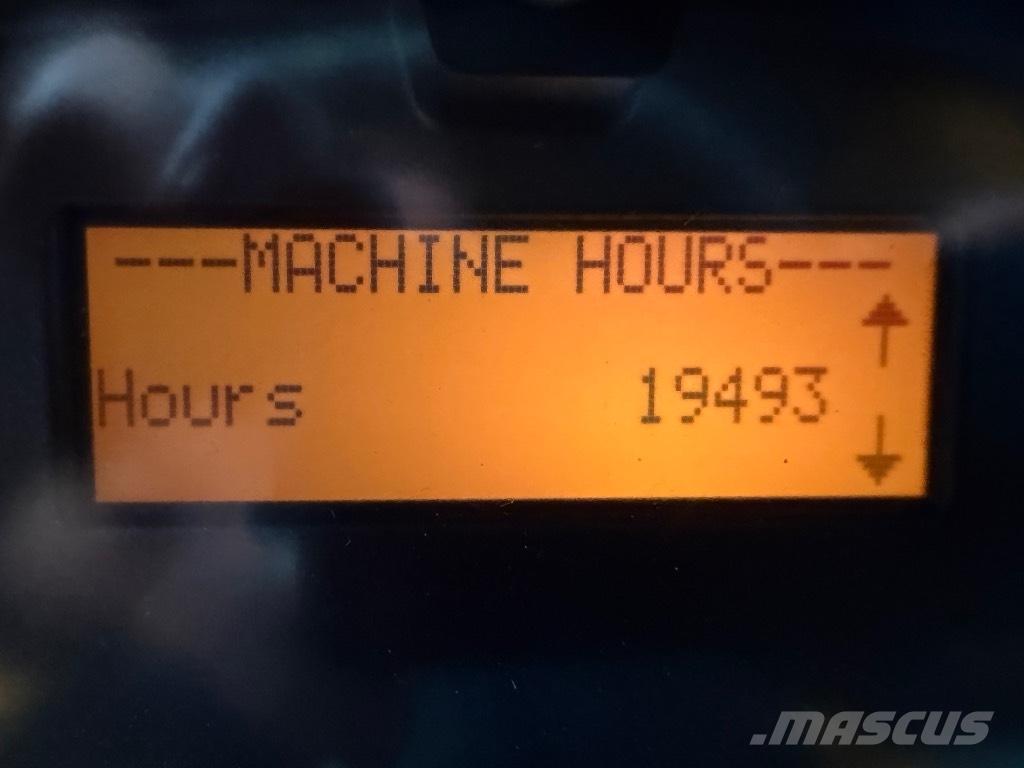 ---MACHINE HOURS---
Hours 19493
.MASCUS